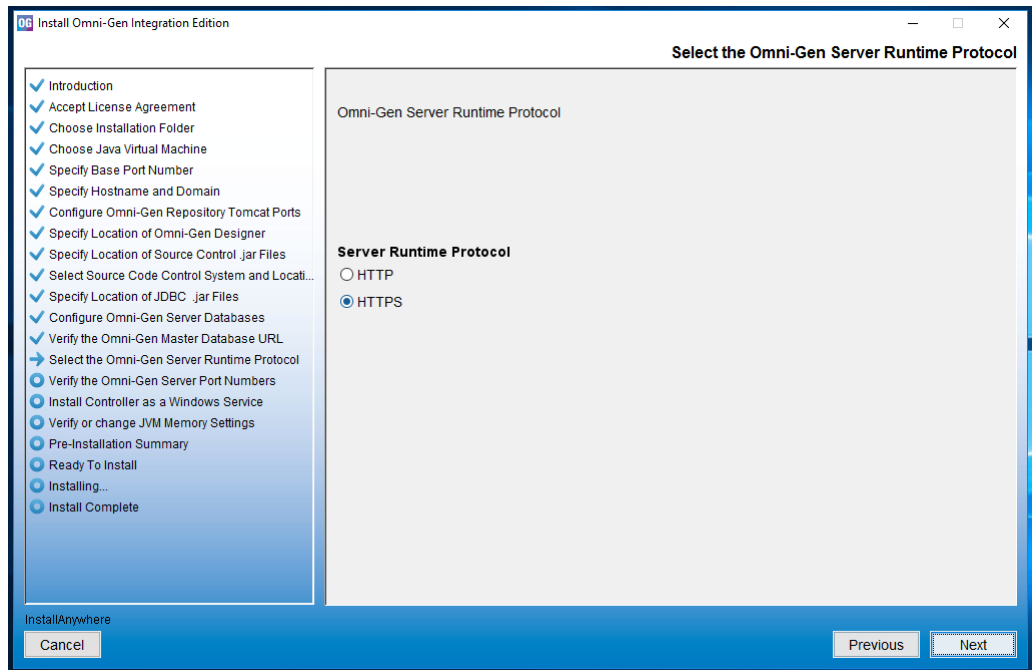 OG Install Omni-Gen Integration Edition
Select the Omni-Gen Server Runtime Protocol
Introduction
Accept License Agreement
Choose Installation Folder
Choose Java Virtual Machine
Specify Base Port Number
Specify Hostname and Domain
Configure Omni-Gen Repository Tomcat Ports
Specify Location of Omni-Gen Designer
Specify Location of Source Control .jar Files
Select Source Code Control System and Locati...
Specify Location of JDBC .jar Files
Configure Omni-Gen Server Databases
Verify the Omni-Gen Master Database URL
Select the Omni-Gen Server Runtime Protocol
Verify the Omni-Gen Server Port Numbers
Install Controller as a Windows Service
Verify or change JVM Memory Settings
Pre-Installation Summary
Ready To Install
Installing...
Install Complete
Omni-Gen Server Runtime Protocol
Server Runtime Protocol
HTTP
HTTPS
InstallAnywhere
Cancel
Previous
Next